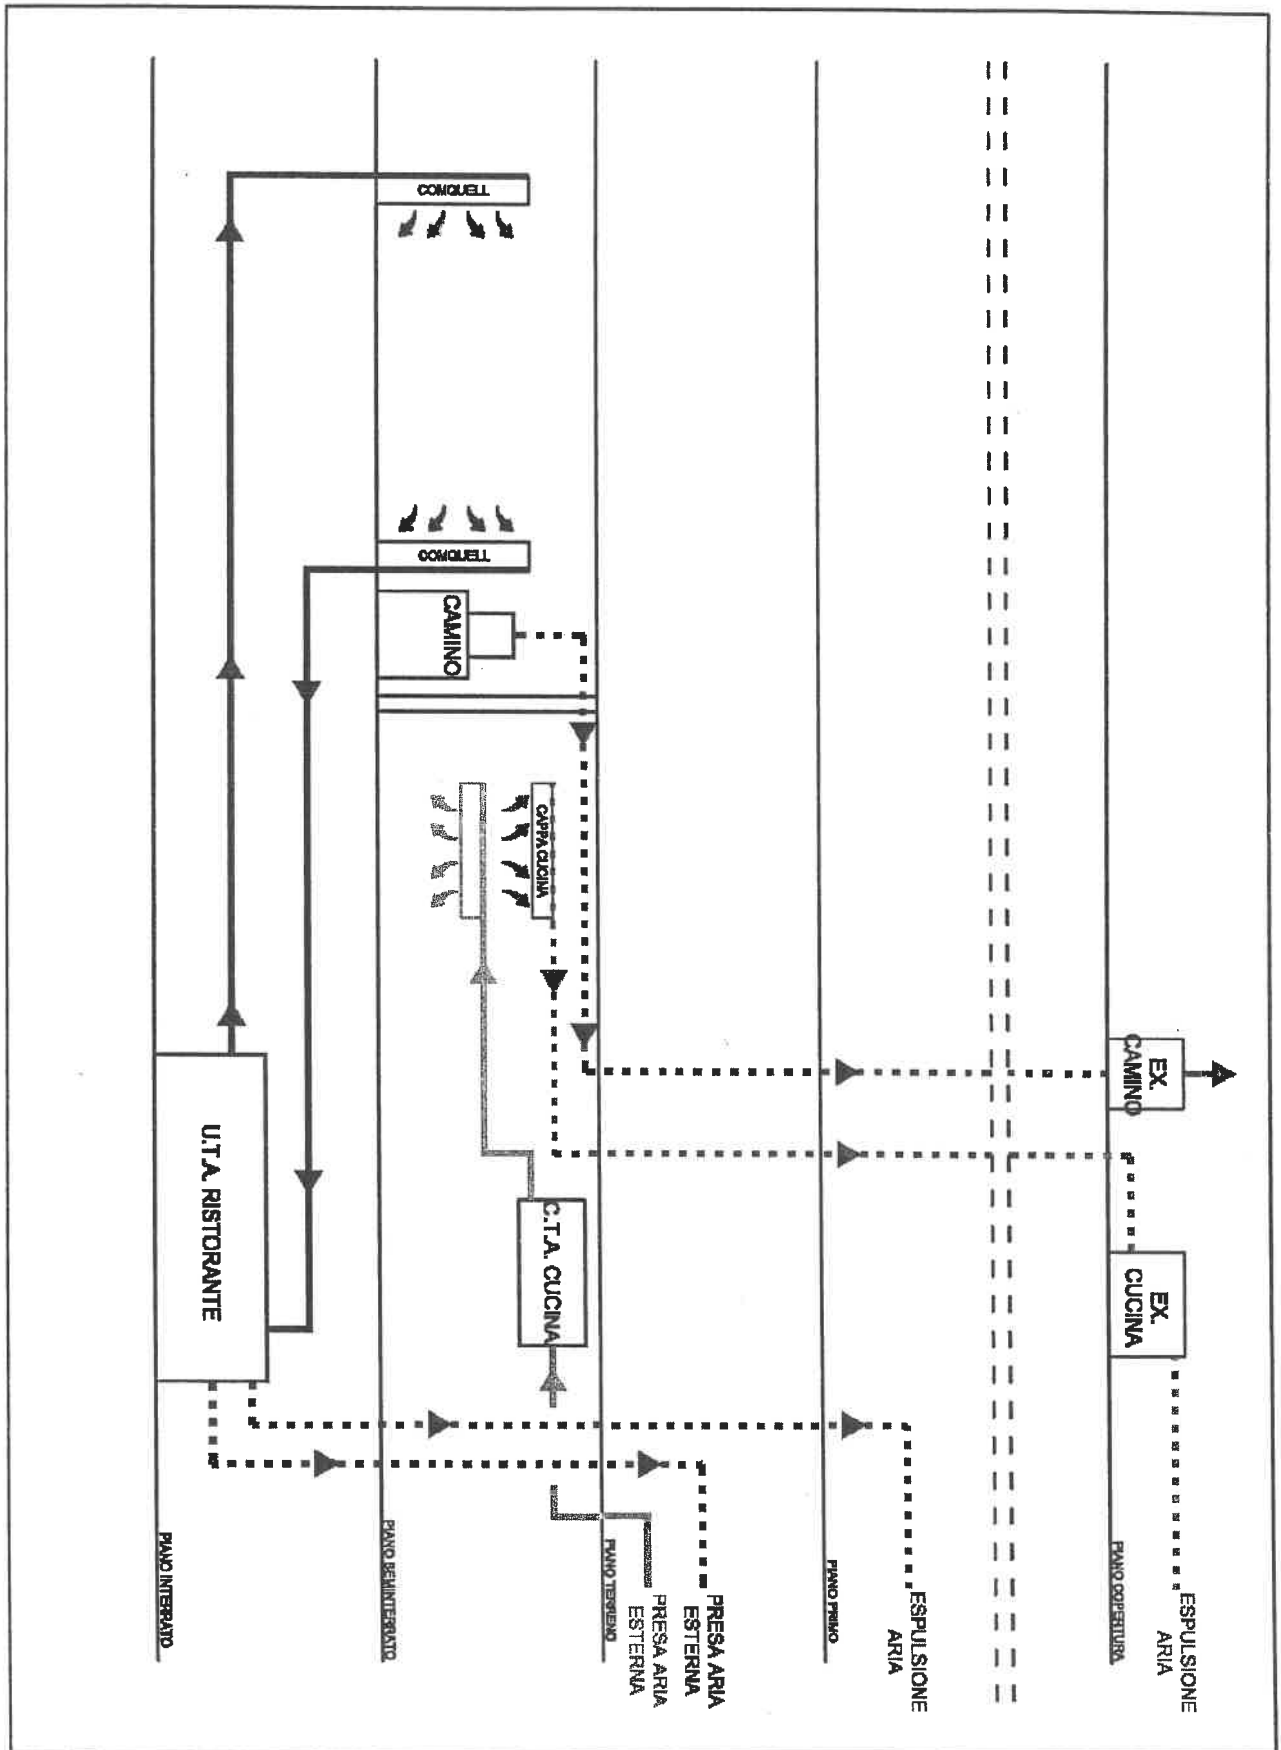 EX.
CAMINO
EX.
CUCINA
ESPULSIONE
ARIA
PIANO COPERTURA
ESPULSIONE
ARIA
PIANO PRIMO
PRESA ARIA
ESTERNA
PRESA ARIA
ESTERNA
PIANO TERRENO
COMQUELL
COMQUELL
CAMINO
CAPPA CUCINA
C.T.A. CUCINA
PIANO SEMINTERRATO
U.T.A. RISTORANTE
PIANO INTERRATO